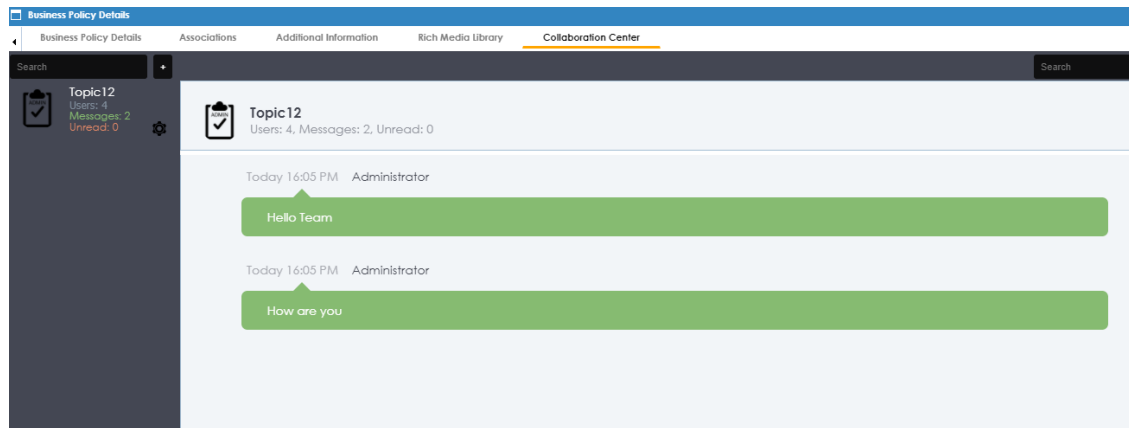 Business Policy Details
Business Policy Details Associations Additional Information Rich Media Library Collaboration Center
Search + Search
ADMIN
Topic12
Users: 4
Messages: 2
Unread: 0
ADMIN
Topic12
Users: 4, Messages: 2, Unread: 0
Today 16:05 PM Administrator
Hello Team
Today 16:05 PM Administrator
How are you